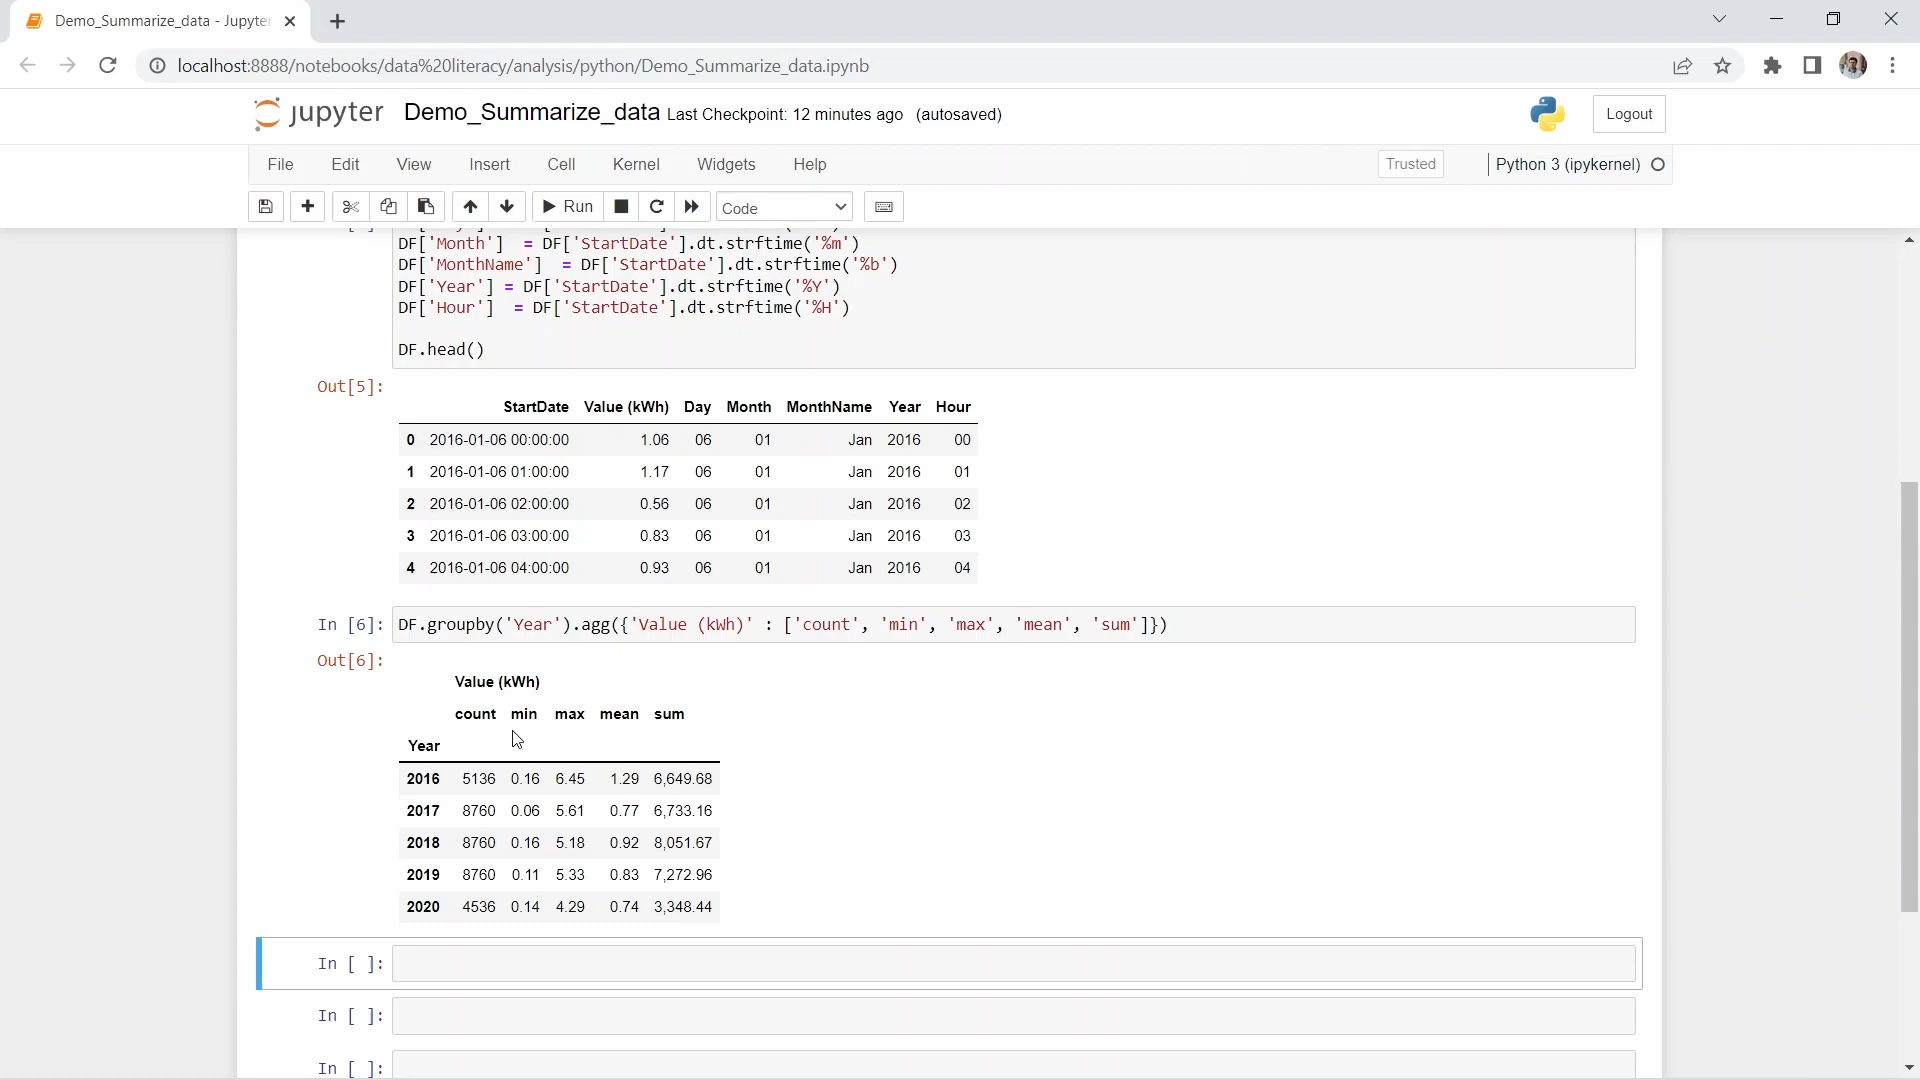 Demo_Summarize_data - Jupyter
localhost:8888/notebooks/data%20literacy/analysis/python/Demo_Summarize_data.ipynb
jupyter Demo_Summarize_data Last Checkpoint: 12 minutes ago (autosaved) Logout
File Edit View Insert Cell Kernel Widgets Help Trusted Python 3 (ipykernel)
Run Code
DF['Month'] = DF['StartDate'].dt.strftime('%m')
DF['MonthName'] = DF['StartDate'].dt.strftime('%b')
DF['Year'] = DF['StartDate'].dt.strftime('%Y')
DF['Hour'] = DF['StartDate'].dt.strftime('%H')
DF.head()
Out[5]:
StartDate Value (kWh) Day Month MonthName Year Hour
0 2016-01-06 00:00:00 1.06 06 01 Jan 2016 00
1 2016-01-06 01:00:00 1.17 06 01 Jan 2016 01
2 2016-01-06 02:00:00 0.56 06 01 Jan 2016 02
3 2016-01-06 03:00:00 0.83 06 01 Jan 2016 03
4 2016-01-06 04:00:00 0.93 06 01 Jan 2016 04
In [6]: DF.groupby('Year').agg({'Value (kWh)' : ['count', 'min', 'max', 'mean', 'sum']})
Out[6]:
Value (kWh)
count min max mean sum
Year
2016 5136 0.16 6.45 1.29 6,649.68
2017 8760 0.06 5.61 0.77 6,733.16
2018 8760 0.16 5.18 0.92 8,051.67
2019 8760 0.11 5.33 0.83 7,272.96
2020 4536 0.14 4.29 0.74 3,348.44
In [ ]:
In [ ]:
In [ ]: